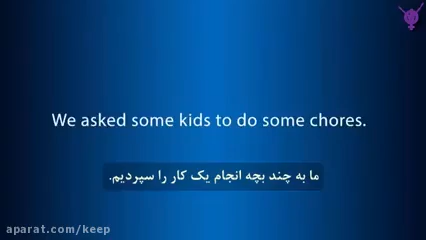 We asked some kids to do some chores.
ما به چند بچه انجام یک کار را سپردیم.
aparat.com/keep